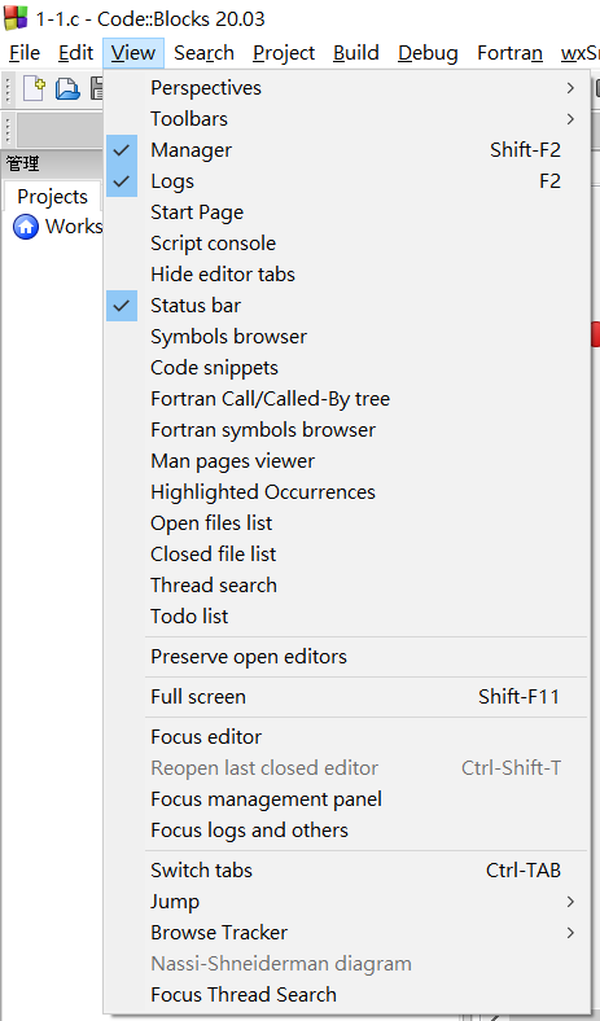 1-1.c - Code::Blocks 20.03
File Edit View Search Project Build Debug Fortran
管理
Projects
Perspectives
Toolbars
Manager Shift-F2
Logs F2
Start Page
Script console
Hide editor tabs
Status bar
Symbols browser
Code snippets
Fortran Call/Called-By tree
Fortran symbols browser
Man pages viewer
Highlighted Occurrences
Open files list
Closed file list
Thread search
Todo list
Preserve open editors
Full screen Shift-F11
Focus editor
Reopen last closed editor Ctrl-Shift-T
Focus management panel
Focus logs and others
Switch tabs Ctrl-TAB
Jump
Browse Tracker
Nassi-Shneiderman diagram
Focus Thread Search